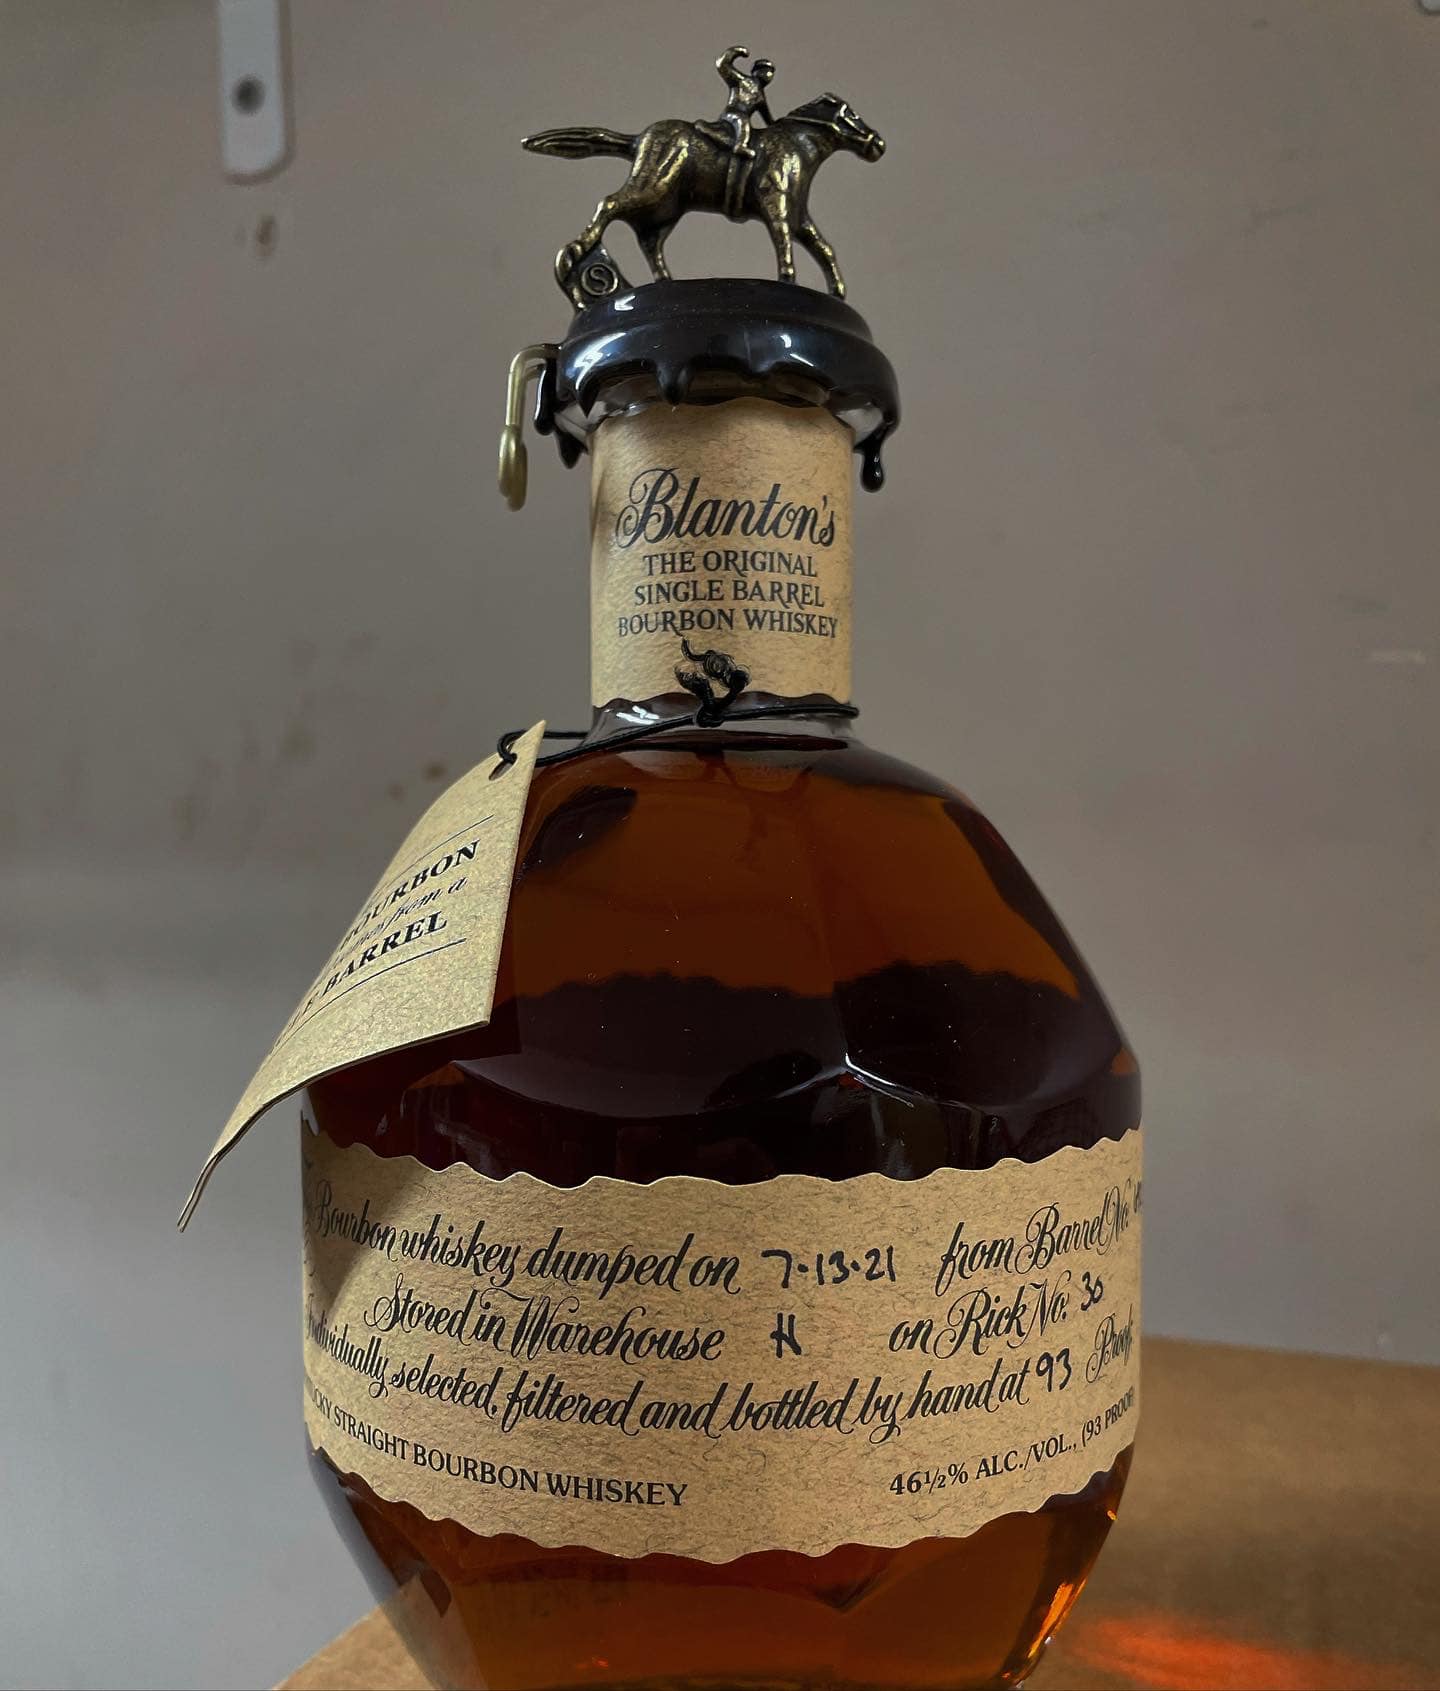 S
Blanton's
THE ORIGINAL
SINGLE BARREL
BOURBON WHISKEY
BOURBON
from a
BARREL
Bourbon whiskey dumped on 7·13·21 from Barrel No.
Stored in Warehouse H on Rick No. 30
Individually selected, filtered and bottled by hand at 93 Proof
STRAIGHT BOURBON WHISKEY
46½% ALC./VOL., (93 PROOF)